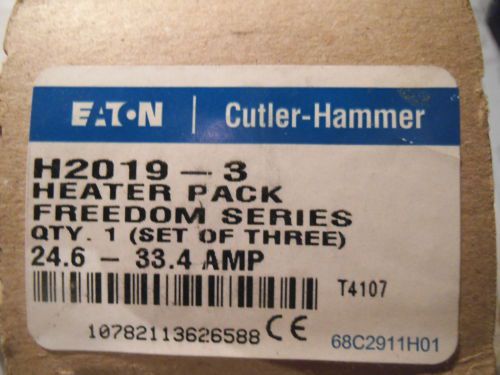 EATON | Cutler-Hammer
H2019-3
HEATER PACK
FREEDOM SERIES
QTY. 1 (SET OF THREE)
24.6 - 33.4 AMP
T4107
10782113626588 CE
68C2911H01